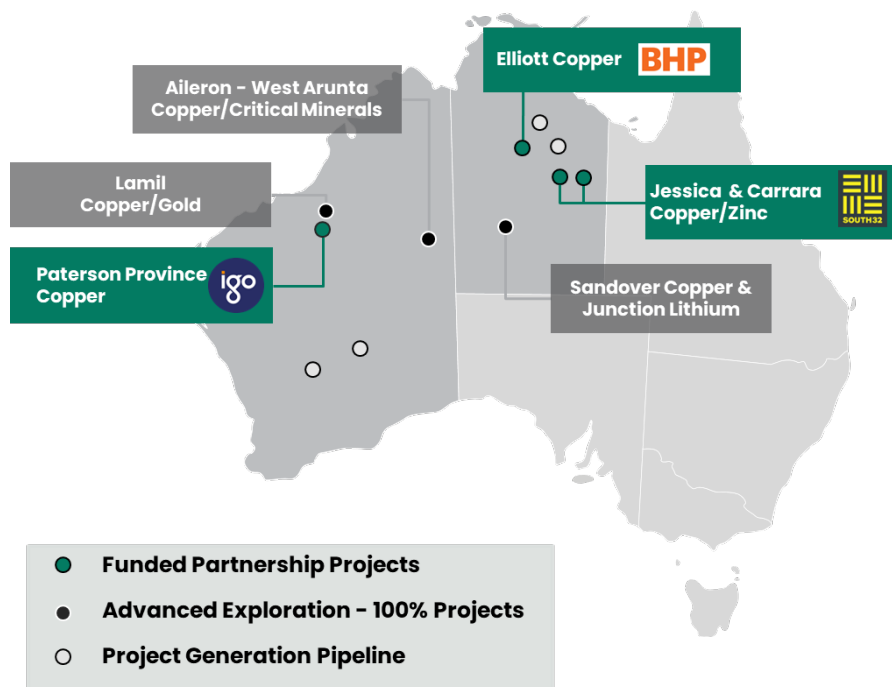 Elliott Copper
BHP
Aileron - West Arunta
Copper/Critical Minerals
Lamil
Copper/Gold
Jessica & Carrara
Copper/Zinc
SOUTH32
Paterson Province
Copper
igo
Sandover Copper &
Junction Lithium
Funded Partnership Projects
Advanced Exploration - 100% Projects
Project Generation Pipeline